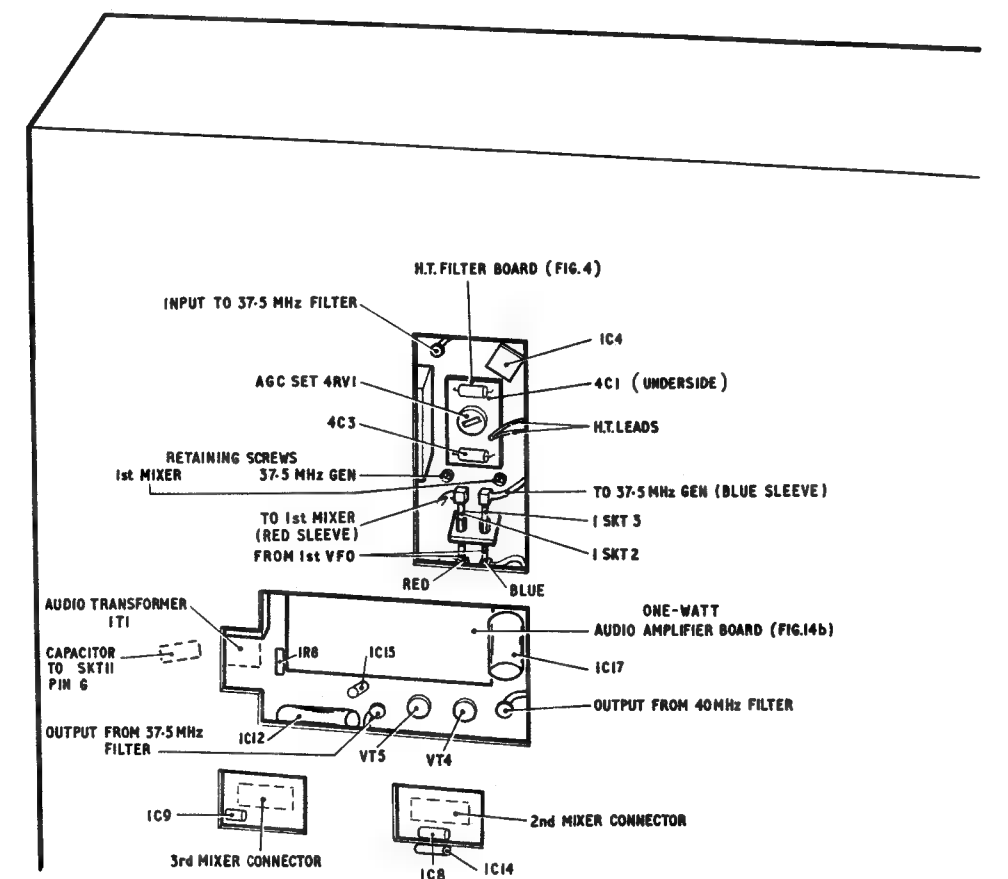 H.T. FILTER BOARD (FIG.4)
INPUT TO 37·5 MHz FILTER
1C4
AGC SET 4RV1
4C1 (UNDERSIDE)
4C3
H.T. LEADS
RETAINING SCREWS
1st MIXER 37·5 MHz GEN
TO 37·5 MHz GEN (BLUE SLEEVE)
TO 1st MIXER
(RED SLEEVE)
1 SKT 3
FROM 1st VFO
1 SKT 2
RED
BLUE
AUDIO TRANSFORMER
1T1
ONE-WATT
AUDIO AMPLIFIER BOARD (FIG.14b)
CAPACITOR
TO SKT11
PIN G
1R6
1C15
1C17
OUTPUT FROM 40MHz FILTER
OUTPUT FROM 37·5 MHz
FILTER
1C12
VT5
VT4
1C9
2nd MIXER CONNECTOR
3rd MIXER CONNECTOR
1C8
1C14